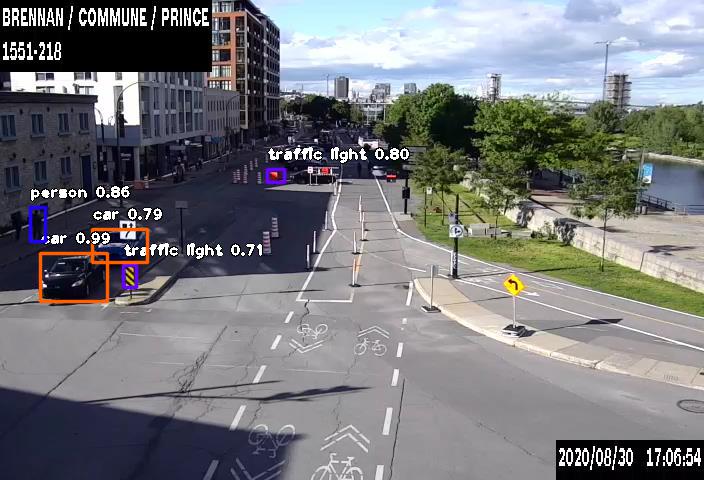 BRENNAN / COMMUNE / PRINCE
1551-218
traffic light 0.80
person 0.86
car 0.79
car 0.99
traffic light 0.71
2020/08/30 17:06:54